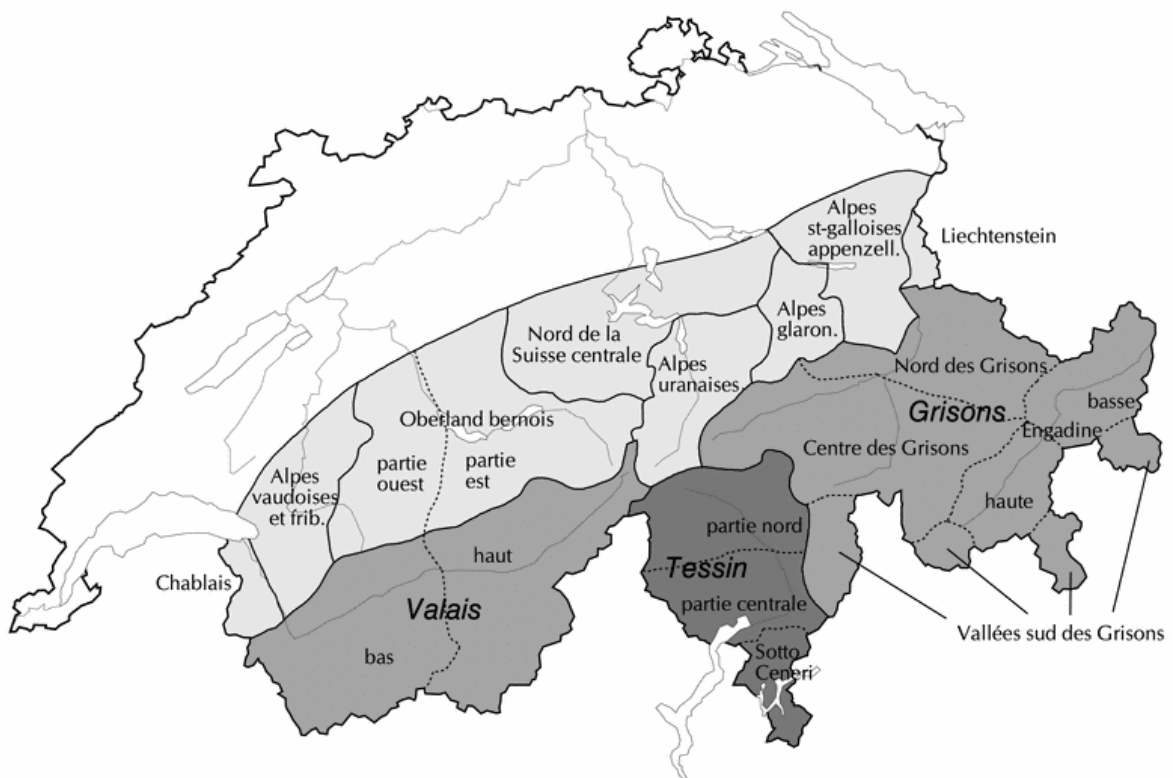 Alpes
st-galloises
appenzell.
Liechtenstein
Alpes
glaron.
Nord de la
Suisse centrale
Alpes
uranaises
Nord des Grisons
Grisons
basse
Engadine
Oberland bernois
Centre des Grisons
partie
ouest
partie
est
Alpes
vaudoises
et frib.
haute
partie nord
haut
Tessin
Chablais
Valais
partie centrale
Vallées sud des Grisons
bas
Sotto
Ceneri